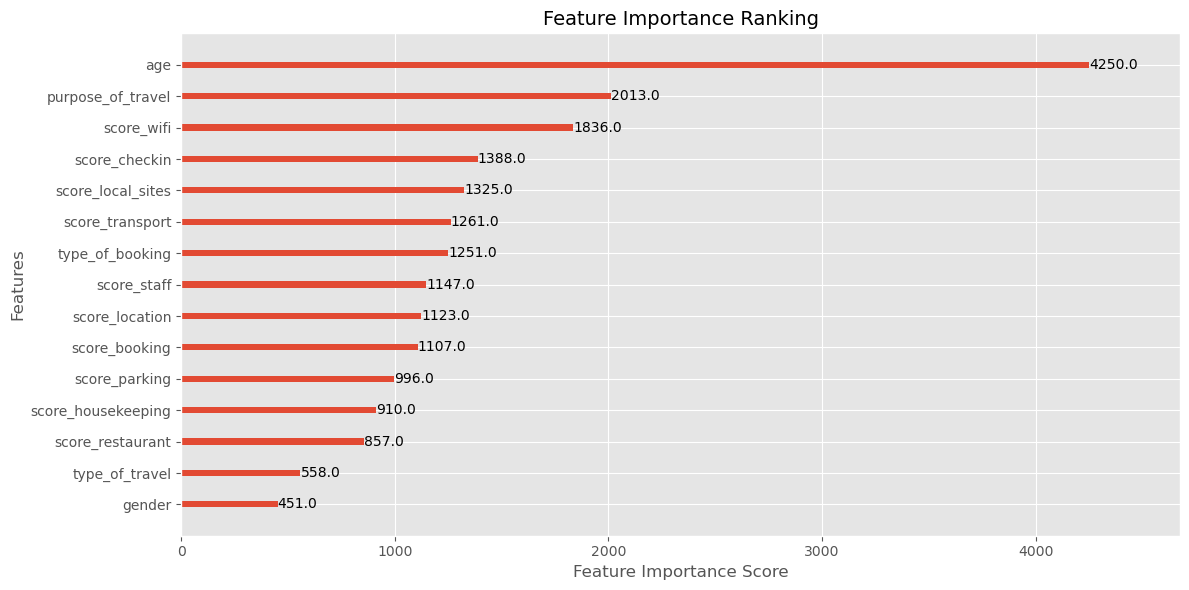 Feature Importance Ranking
Features
age 4250.0
purpose_of_travel 2013.0
score_wifi 1836.0
score_checkin 1388.0
score_local_sites 1325.0
score_transport 1261.0
type_of_booking 1251.0
score_staff 1147.0
score_location 1123.0
score_booking 1107.0
score_parking 996.0
score_housekeeping 910.0
score_restaurant 857.0
type_of_travel 558.0
gender 451.0
0 1000 2000 3000 4000
Feature Importance Score